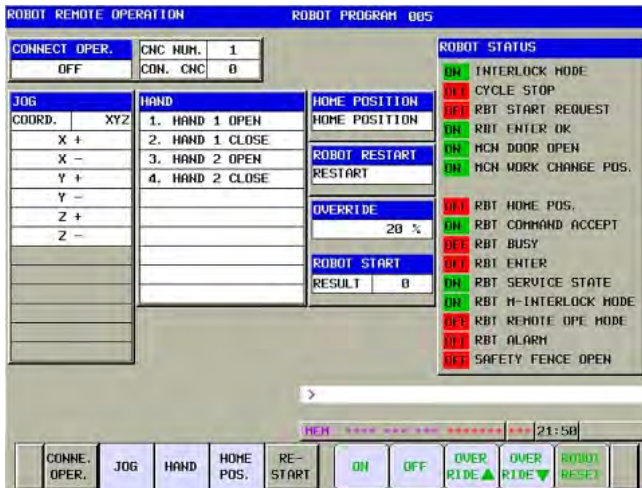 ROBOT REMOTE OPERATION
ROBOT PROGRAM 005
CONNECT OPER.
OFF
CNC NUM. 1
CON. CNC 0
JOG
COORD. XYZ
X +
X -
Y +
Y -
Z +
Z -
HAND
1. HAND 1 OPEN
2. HAND 1 CLOSE
3. HAND 2 OPEN
4. HAND 2 CLOSE
HOME POSITION
HOME POSITION
ROBOT RESTART
RESTART
OVERRIDE
20 %
ROBOT START
RESULT 0
ROBOT STATUS
ON INTERLOCK MODE
OFF CYCLE STOP
OFF RBT START REQUEST
ON RBT ENTER OK
ON MCN DOOR OPEN
ON MCN WORK CHANGE POS.
OFF RBT HOME POS.
ON RBT COMMAND ACCEPT
OFF RBT BUSY
OFF RBT ENTER
ON RBT SERVICE STATE
ON RBT M-INTERLOCK MODE
OFF RBT REMOTE OPE MODE
OFF RBT ALARM
OFF SAFETY FENCE OPEN
>
MEM **** *** *** ******* *** 21:50
CONNE. OPER.
JOG
HAND
HOME POS.
RE-START
ON
OFF
OVER RIDE▲
OVER RIDE▼
ROBOT RESET